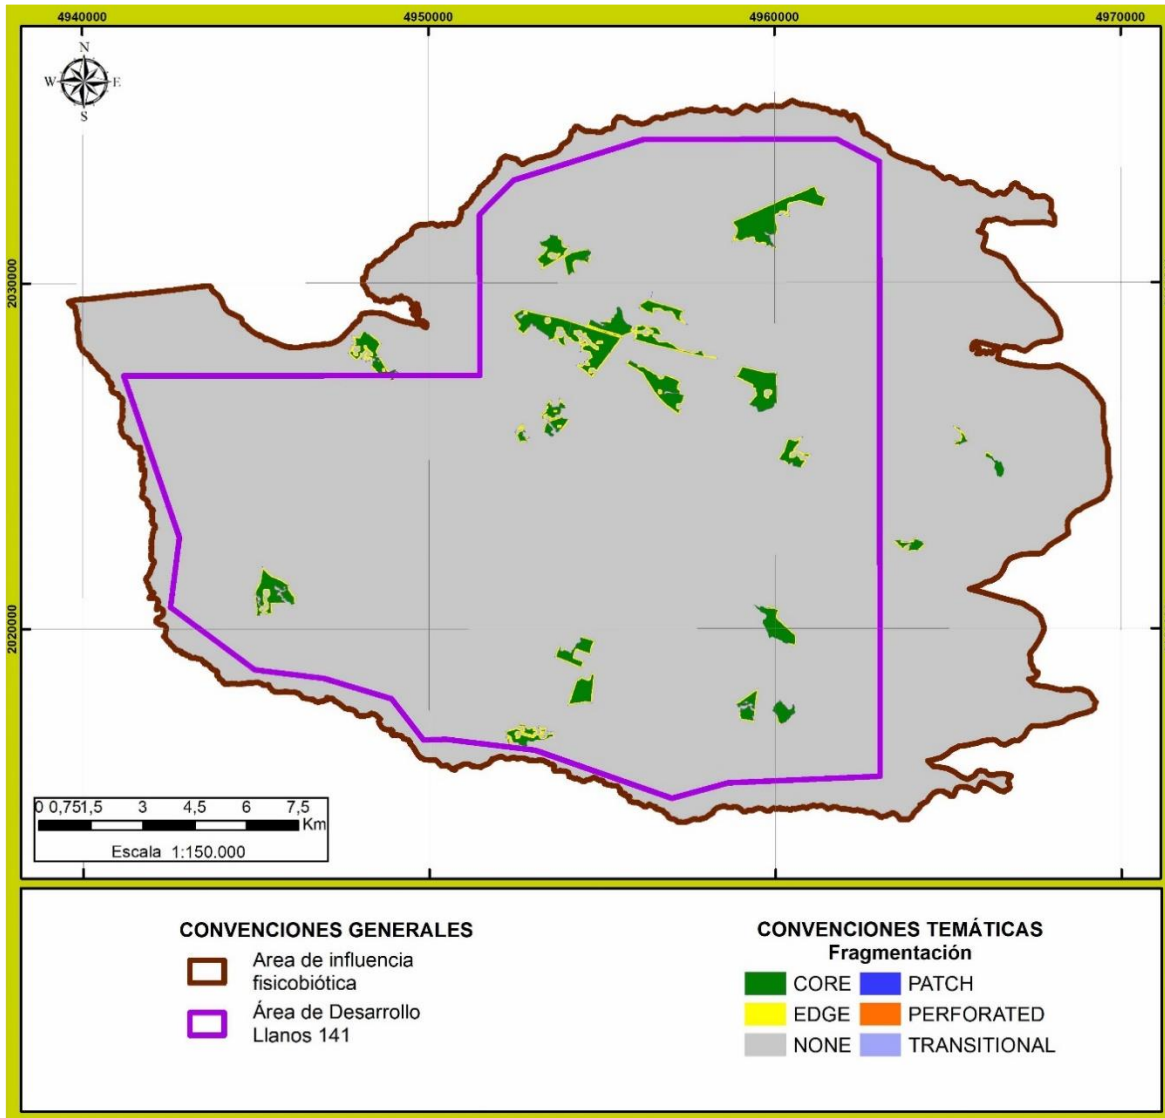 4940000 4950000 4960000 4970000
N
W E
S
2030000
2020000
0 0,75 1,5 3 4,5 6 7,5
Km
Escala 1:150.000
CONVENCIONES GENERALES
Area de influencia
fisicobiótica
Área de Desarrollo
Llanos 141
CONVENCIONES TEMÁTICAS
Fragmentación
CORE PATCH
EDGE PERFORATED
NONE TRANSITIONAL